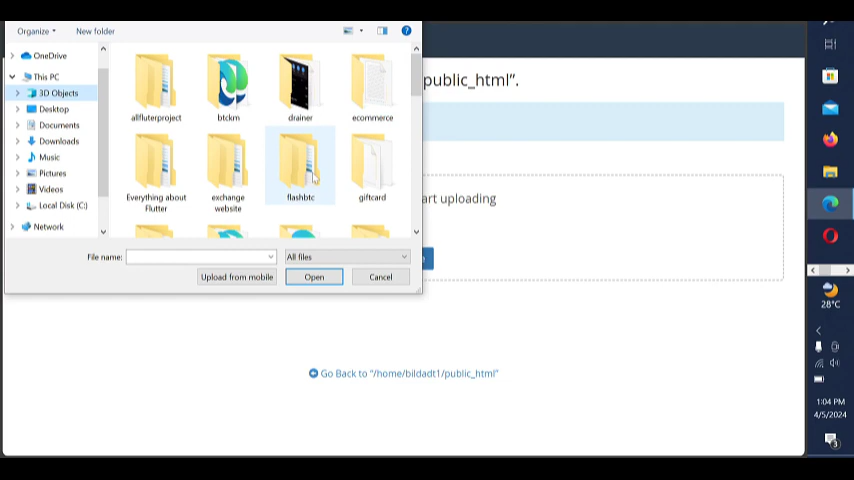 Organize
New folder
OneDrive
This PC
3D Objects
Desktop
Documents
Downloads
Music
Pictures
Videos
Local Disk (C:)
Network
allfluterproject
btckm
drainer
ecommerce
Everything about
Flutter
exchange
website
flashbtc
giftcard
File name:
All files
Upload from mobile
Open
Cancel
public_html”.
art uploading
Go Back to “/home/bildadt1/public_html”
28°C
1:04 PM
4/5/2024
3